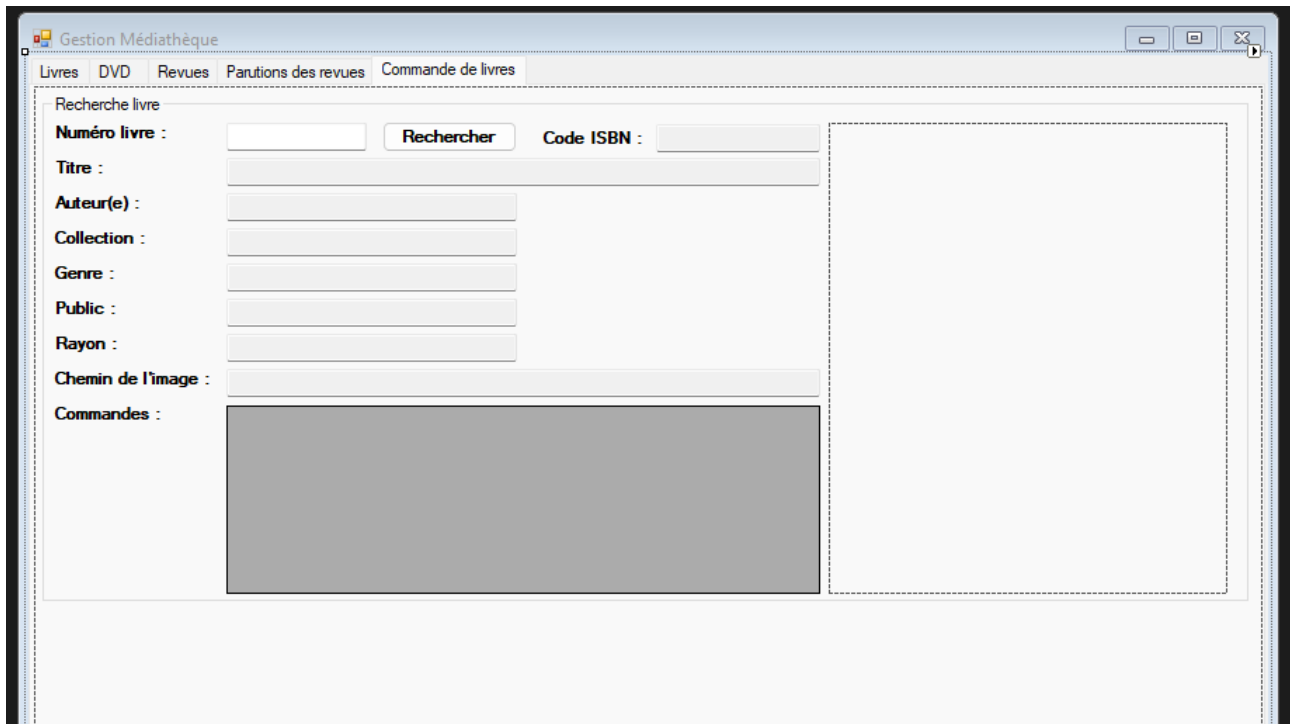 Gestion Médiathèque
Livres DVD Revues Parutions des revues Commande de livres
Recherche livre
Numéro livre : Rechercher Code ISBN :
Titre :
Auteur(e) :
Collection :
Genre :
Public :
Rayon :
Chemin de l'image :
Commandes :